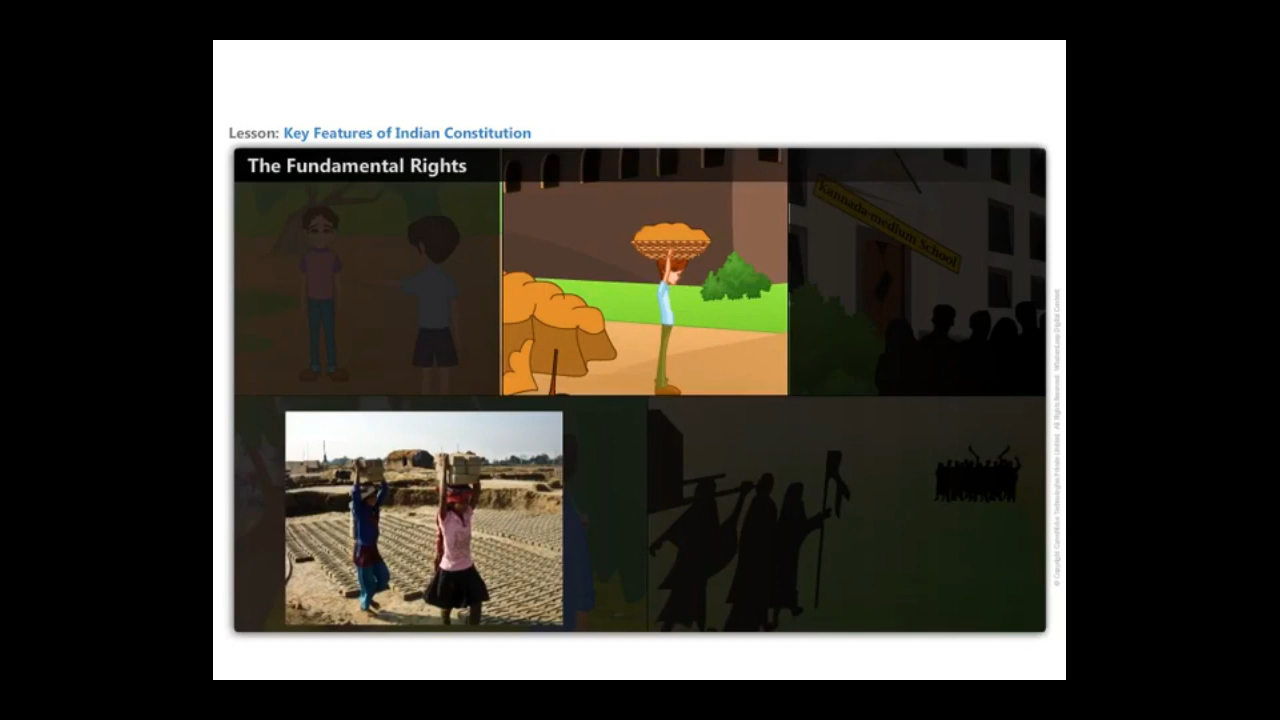 Lesson: Key Features of Indian Constitution
The Fundamental Rights
Kannada-medium School